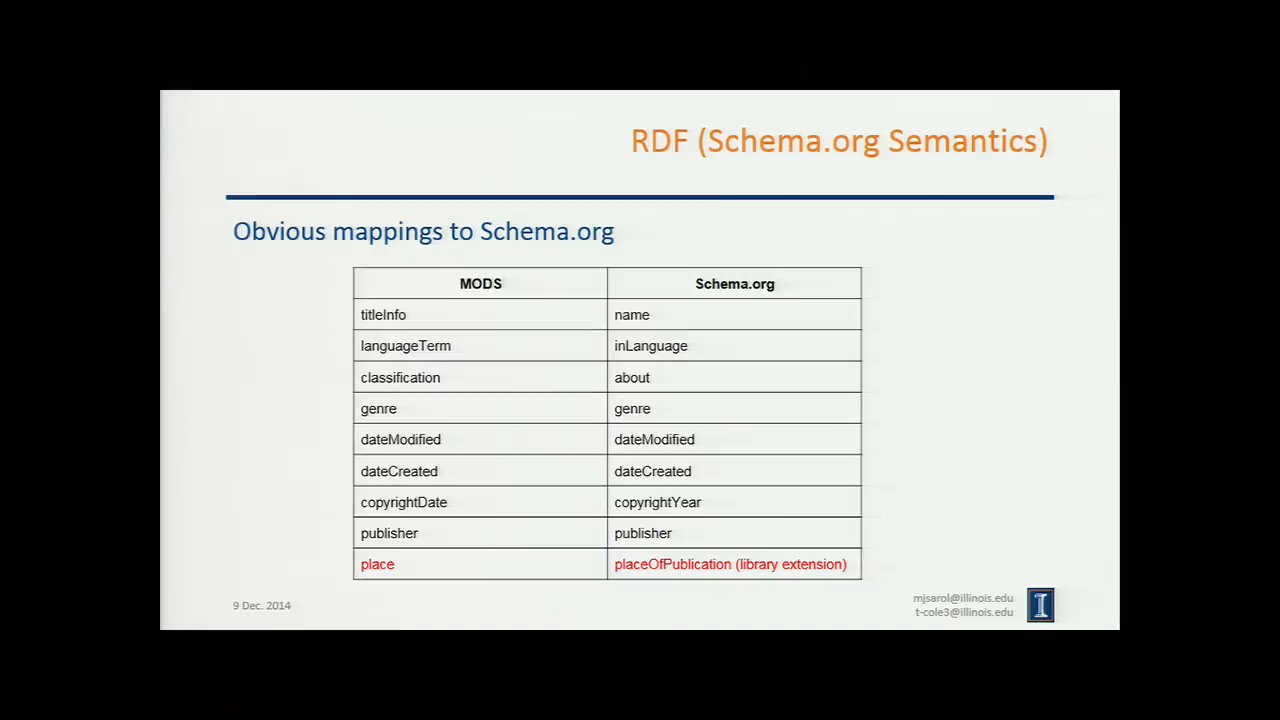 RDF (Schema.org Semantics)
Obvious mappings to Schema.org
MODS Schema.org
titleInfo name
languageTerm inLanguage
classification about
genre genre
dateModified dateModified
dateCreated dateCreated
copyrightDate copyrightYear
publisher publisher
place placeOfPublication (library extension)
9 Dec. 2014
mjsarol@illinois.edu
t-cole3@illinois.edu
I